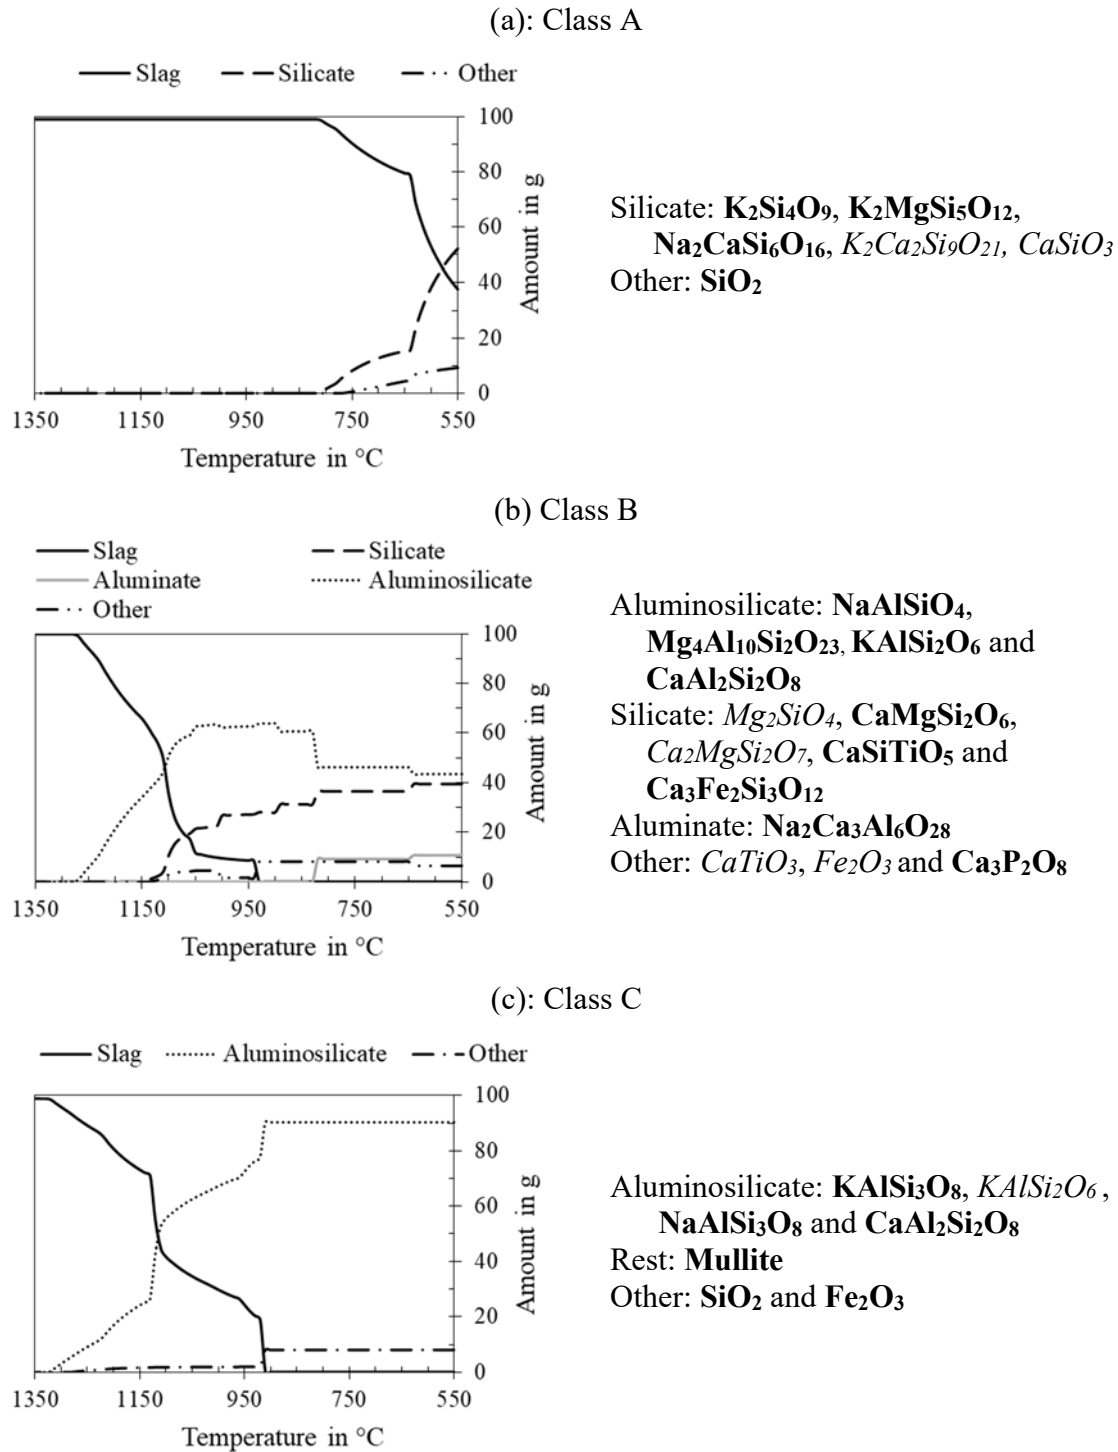 (a): Class A
Slag Silicate Other
100
80
60
40
20
0
Amount in g
1350 1150 950 750 550
Temperature in °C
Silicate: K₂Si₄O₉, K₂MgSi₅O₁₂,
Na₂CaSi₆O₁₆, K₂Ca₂Si₉O₂₁, CaSiO₃
Other: SiO₂
(b) Class B
Slag Silicate
Aluminate Aluminosilicate
Other
100
80
60
40
20
0
Amount in g
1350 1150 950 750 550
Temperature in °C
Aluminosilicate: NaAlSiO₄,
Mg₄Al₁₀Si₂O₂₃, KAlSi₂O₆ and
CaAl₂Si₂O₈
Silicate: Mg₂SiO₄, CaMgSi₂O₆,
Ca₂MgSi₂O₇, CaSiTiO₅ and
Ca₃Fe₂Si₃O₁₂
Aluminate: Na₂Ca₃Al₆O₂₈
Other: CaTiO₃, Fe₂O₃ and Ca₃P₂O₈
(c): Class C
Slag Aluminosilicate Other
100
80
60
40
20
0
Amount in g
1350 1150 950 750 550
Temperature in °C
Aluminosilicate: KAlSi₃O₈, KAlSi₂O₆ ,
NaAlSi₃O₈ and CaAl₂Si₂O₈
Rest: Mullite
Other: SiO₂ and Fe₂O₃